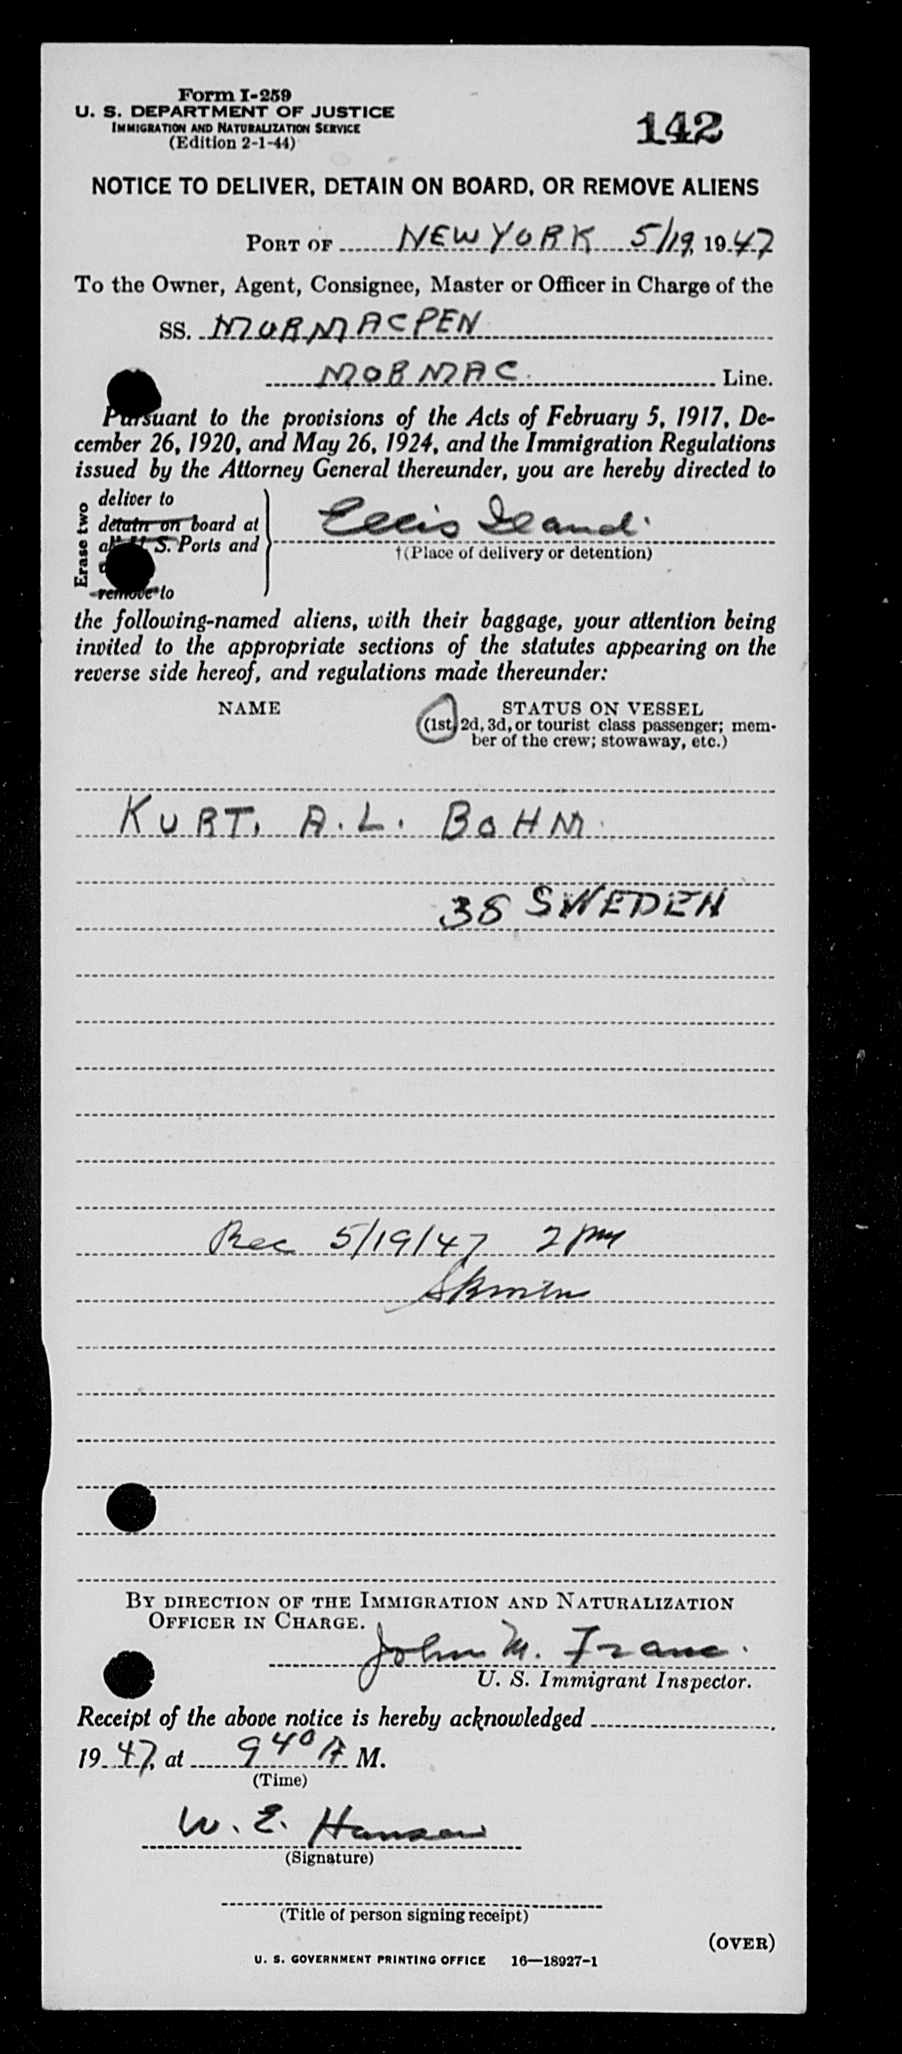 Form I-259
U. S. DEPARTMENT OF JUSTICE
IMMIGRATION AND NATURALIZATION SERVICE
(Edition 2-1-44)
142
NOTICE TO DELIVER, DETAIN ON BOARD, OR REMOVE ALIENS
PORT OF NEW YORK 5/19, 1947
To the Owner, Agent, Consignee, Master or Officer in Charge of the
SS. MORMACPEN
MORMAC Line.
Pursuant to the provisions of the Acts of February 5, 1917, De-
cember 26, 1920, and May 26, 1924, and the Immigration Regulations
issued by the Attorney General thereunder, you are hereby directed to
Erase two
deliver to
detain on board at
all U. S. Ports and
remove to
Ellis Iland
†(Place of delivery or detention)
the following-named aliens, with their baggage, your attention being
invited to the appropriate sections of the statutes appearing on the
reverse side hereof, and regulations made thereunder:
NAME
STATUS ON VESSEL
(1st, 2d, 3d, or tourist class passenger; mem-
ber of the crew; stowaway, etc.)
KURT. A. L. BOHM.
38 SWEDEN
Rec 5/19/47 2 pm
BY DIRECTION OF THE IMMIGRATION AND NATURALIZATION
OFFICER IN CHARGE.
John M.
U. S. Immigrant Inspector.
Receipt of the above notice is hereby acknowledged
1947, at 940 A M.
(Time)
W. E. Hansen
(Signature)
(Title of person signing receipt)
(OVER)
U. S. GOVERNMENT PRINTING OFFICE 16—18927-1